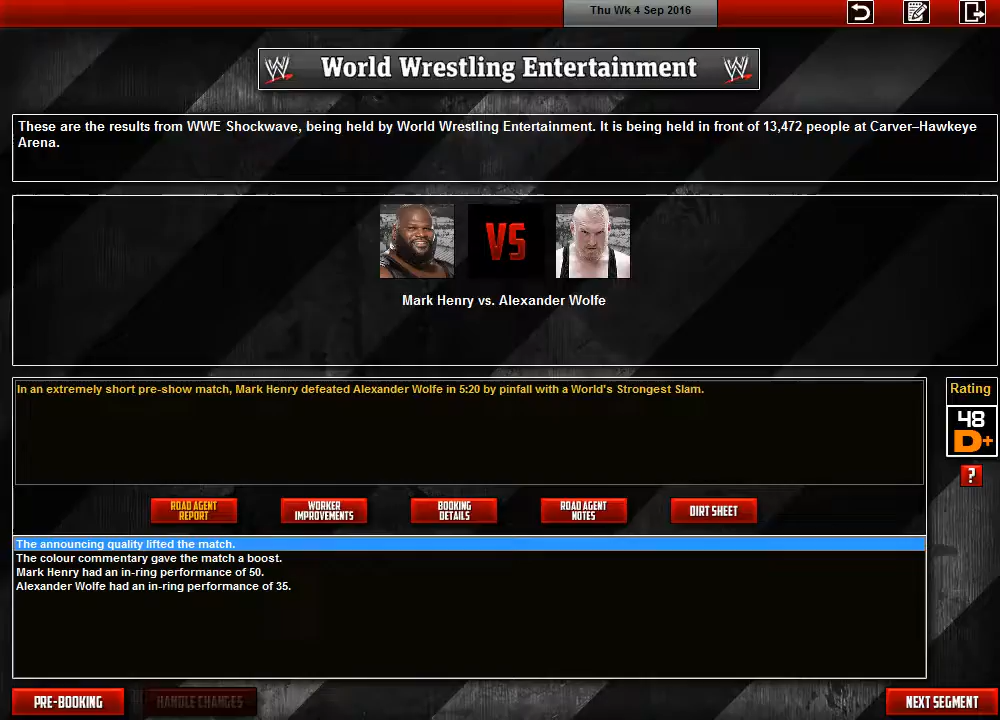 Thu Wk 4 Sep 2016
World Wrestling Entertainment
These are the results from WWE Shockwave, being held by World Wrestling Entertainment. It is being held in front of 13,472 people at Carver–Hawkeye
Arena.
VS
Mark Henry vs. Alexander Wolfe
In an extremely short pre-show match, Mark Henry defeated Alexander Wolfe in 5:20 by pinfall with a World's Strongest Slam.
Rating
48
D+
?
ROAD AGENT
REPORT
WORKER
IMPROVEMENTS
BOOKING
DETAILS
ROAD AGENT
NOTES
DIRT SHEET
The announcing quality lifted the match.
The colour commentary gave the match a boost.
Mark Henry had an in-ring performance of 50.
Alexander Wolfe had an in-ring performance of 35.
PRE-BOOKING
HANDLE CHANGES
NEXT SEGMENT